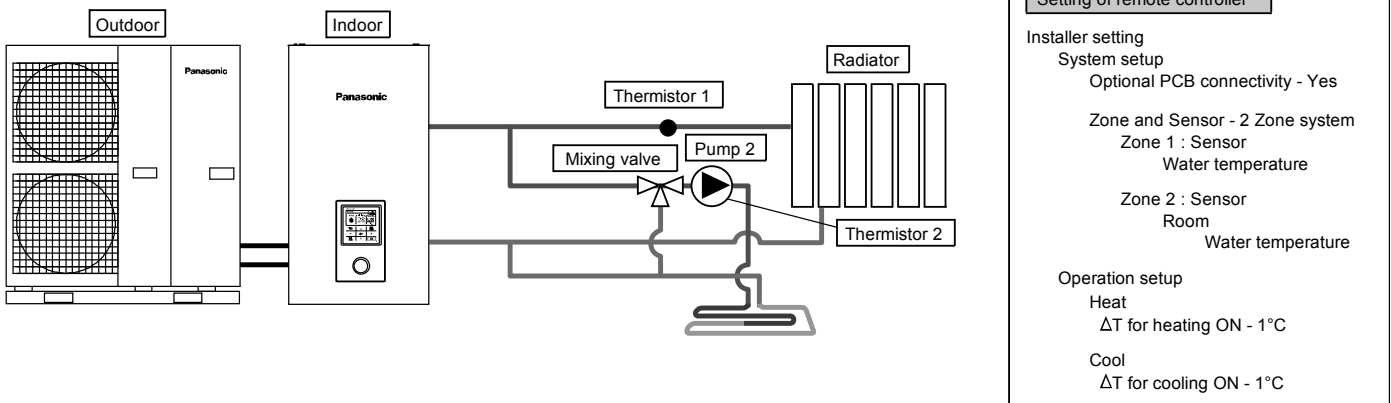 Outdoor
Panasonic
Indoor
Panasonic
Thermistor 1
Mixing valve
Pump 2
Radiator
Thermistor 2
Setting of remote controller
Installer setting
System setup
Optional PCB connectivity - Yes
Zone and Sensor - 2 Zone system
Zone 1 : Sensor
Water temperature
Zone 2 : Sensor
Room
Water temperature
Operation setup
Heat
ΔT for heating ON - 1°C
Cool
ΔT for cooling ON - 1°C